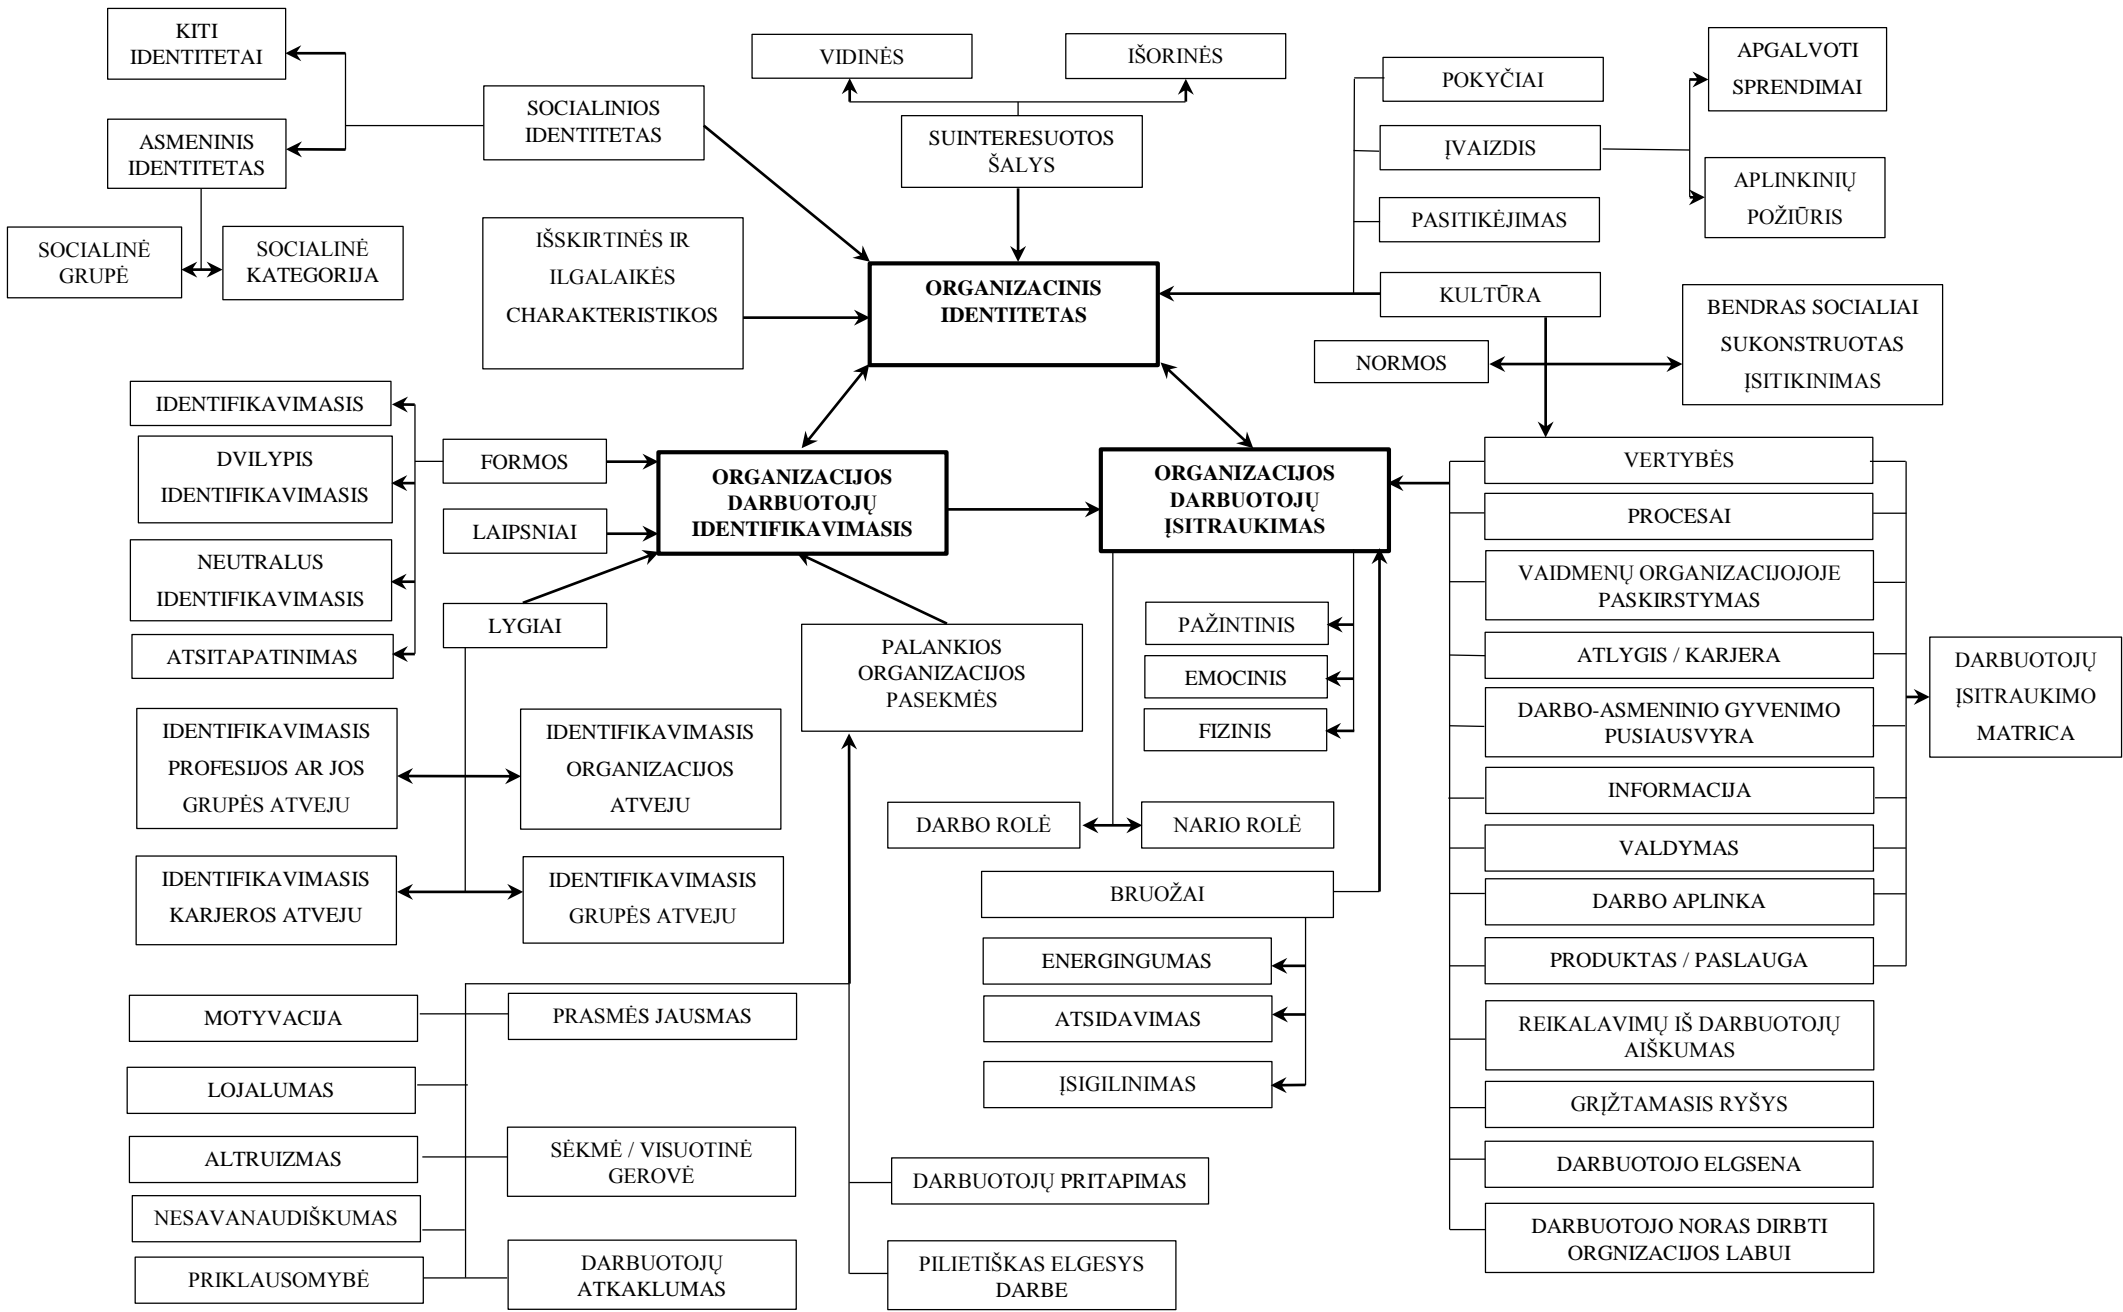 KITI
IDENTITETAI
VIDINĖS
IŠORINĖS
POKYČIAI
APGALVOTI
SPRENDIMAI
SOCIALINIOS
IDENTITETAS
ASMENINIS
IDENTITETAS
SUINTERESUOTOS
ŠALYS
ĮVAIZDIS
APLINKINIŲ
POŽIŪRIS
PASITIKĖJIMAS
SOCIALINĖ
GRUPĖ
SOCIALINĖ
KATEGORIJA
IŠSKIRTINĖS IR
ILGALAIKĖS
CHARAKTERISTIKOS
ORGANIZACINIS
IDENTITETAS
KULTŪRA
NORMOS
BENDRAS SOCIALIAI
SUKONSTRUOTAS
ĮSITIKINIMAS
IDENTIFIKAVIMASIS
DVILYPIS
IDENTIFIKAVIMASIS
NEUTRALUS
IDENTIFIKAVIMASIS
ATSITAPATINIMAS
FORMOS
LAIPSNIAI
LYGIAI
ORGANIZACIJOS
DARBUOTOJŲ
IDENTIFIKAVIMASIS
ORGANIZACIJOS
DARBUOTOJŲ
ĮSITRAUKIMAS
PALANKIOS
ORGANIZACIJOS
PASEKMĖS
PAŽINTINIS
EMOCINIS
FIZINIS
DARBO ROLĖ
NARIO ROLĖ
IDENTIFIKAVIMASIS
PROFESIJOS AR JOS
GRUPĖS ATVEJU
IDENTIFIKAVIMASIS
ORGANIZACIJOS
ATVEJU
IDENTIFIKAVIMASIS
KARJEROS ATVEJU
IDENTIFIKAVIMASIS
GRUPĖS ATVEJU
BRUOŽAI
ENERGINGUMAS
ATSIDAVIMAS
ĮSIGILINIMAS
VERTYBĖS
PROCESAI
VAIDMENŲ ORGANIZACIJOJOJE
PASKIRSTYMAS
ATLYGIS / KARJERA
DARBO-ASMENINIO GYVENIMO
PUSIAUSVYRA
INFORMACIJA
VALDYMAS
DARBO APLINKA
PRODUKTAS / PASLAUGA
REIKALAVIMŲ IŠ DARBUOTOJŲ
AIŠKUMAS
GRĮŽTAMASIS RYŠYS
DARBUOTOJO ELGSENA
DARBUOTOJO NORAS DIRBTI
ORGNIZACIJOS LABUI
DARBUOTOJŲ
ĮSITRAUKIMO
MATRICA
MOTYVACIJA
PRASMĖS JAUSMAS
LOJALUMAS
ALTRUIZMAS
SĖKMĖ / VISUOTINĖ
GEROVĖ
NESAVANAUDIŠKUMAS
PRIKLAUSOMYBĖ
DARBUOTOJŲ
ATKAKLUMAS
DARBUOTOJŲ PRITAPIMAS
PILIETIŠKAS ELGESYS
DARBE